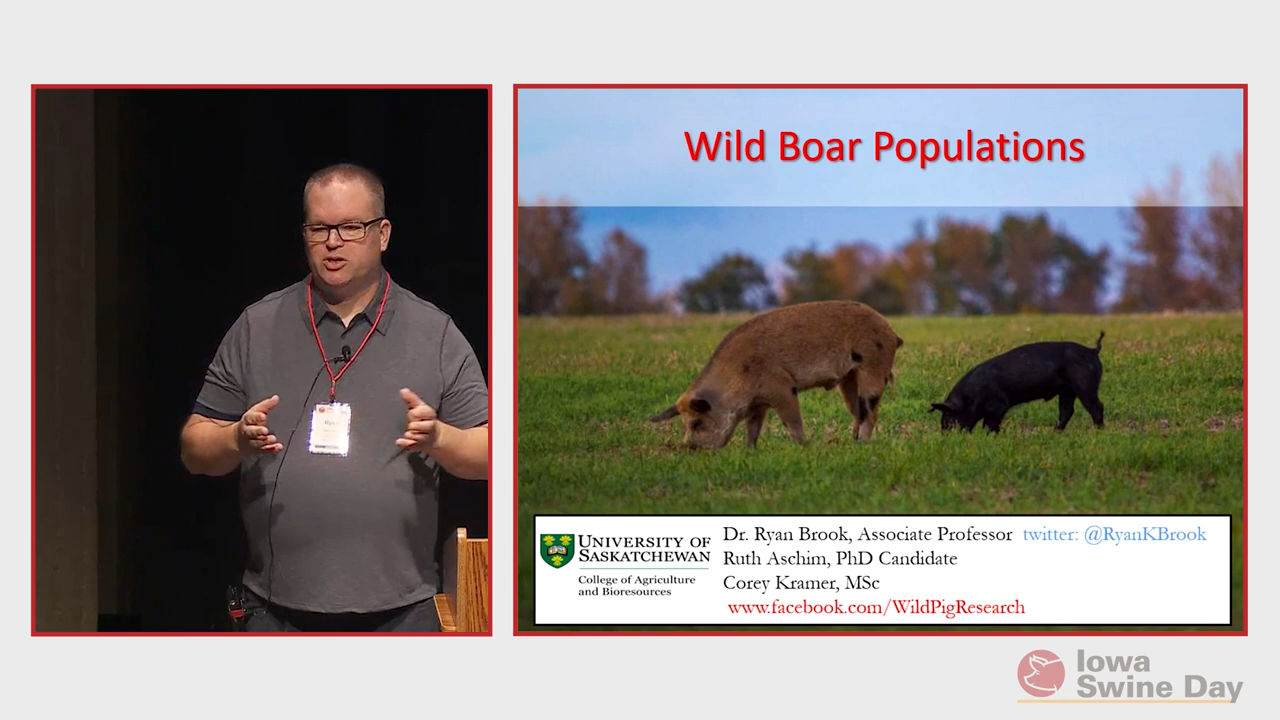 Wild Boar Populations
UNIVERSITY OF
SASKATCHEWAN
College of Agriculture
and Bioresources
Dr. Ryan Brook, Associate Professor twitter: @RyanKBrook
Ruth Aschim, PhD Candidate
Corey Kramer, MSc
www.facebook.com/WildPigResearch
Iowa
Swine Day